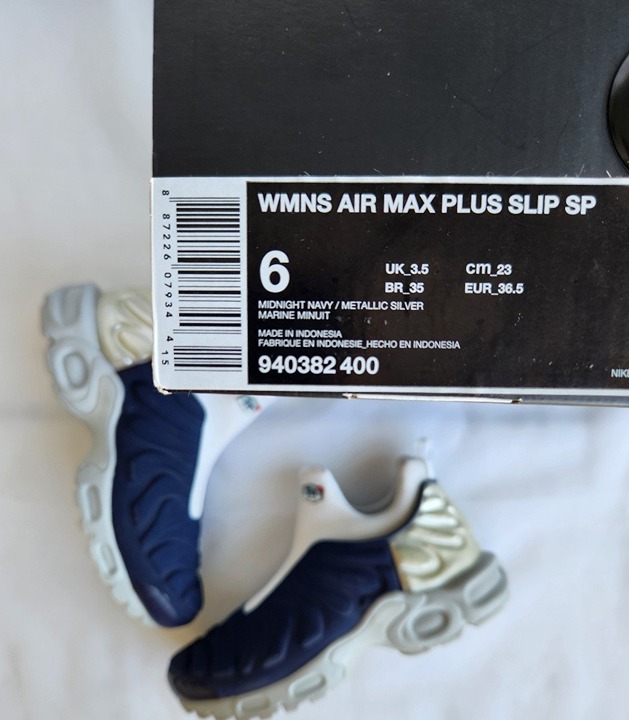 WMNS AIR MAX PLUS SLIP SP
6
UK_3.5 cm_23
BR_35 EUR_36.5
MIDNIGHT NAVY / METALLIC SILVER
MARINE MINUIT
MADE IN INDONESIA
FABRIQUE EN INDONESIE_HECHO EN INDONESIA
940382 400
NIKE
8 87226 07934 4 15